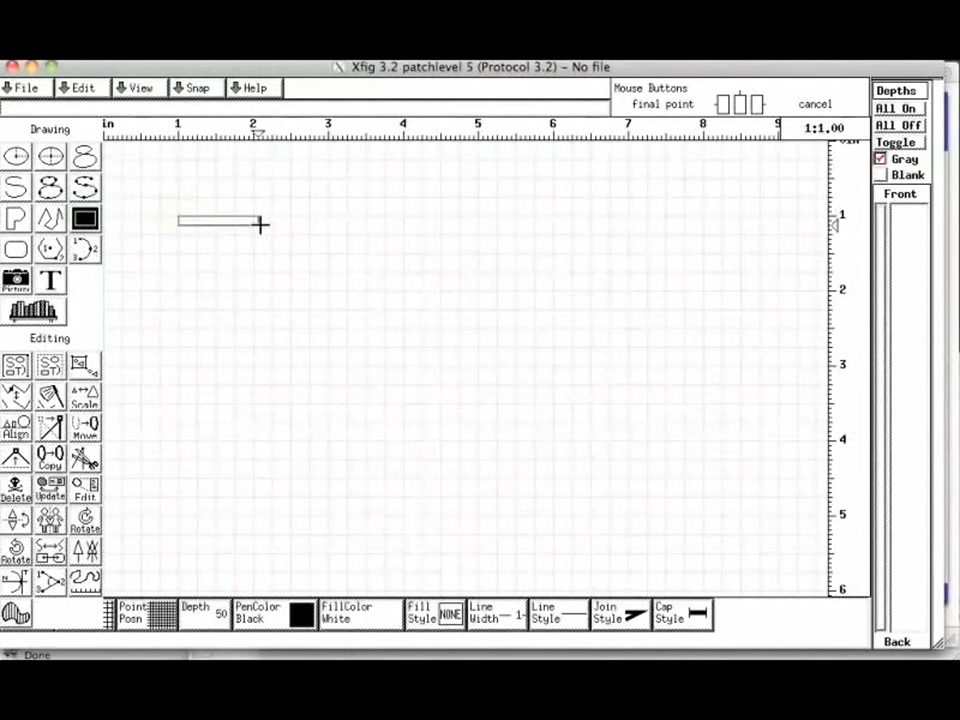 Xfig 3.2 patchlevel 5 (Protocol 3.2) – No file
File Edit View Snap Help
Mouse Buttons
final point cancel
Depths
All On
All Off
Toggle
Gray
Blank
Front
Drawing
in 1 2 3 4 5 6 7 8 9
1:1.00
1
2
3
4
5
6
T
Editing
Scale
Align
Move
Copy
Delete
Update
Edit
Rotate
Rotate
Point Posn
Depth 50
PenColor Black
FillColor White
Fill Style NONE
Line Width 1
Line Style
Join Style
Cap Style
Back
Done